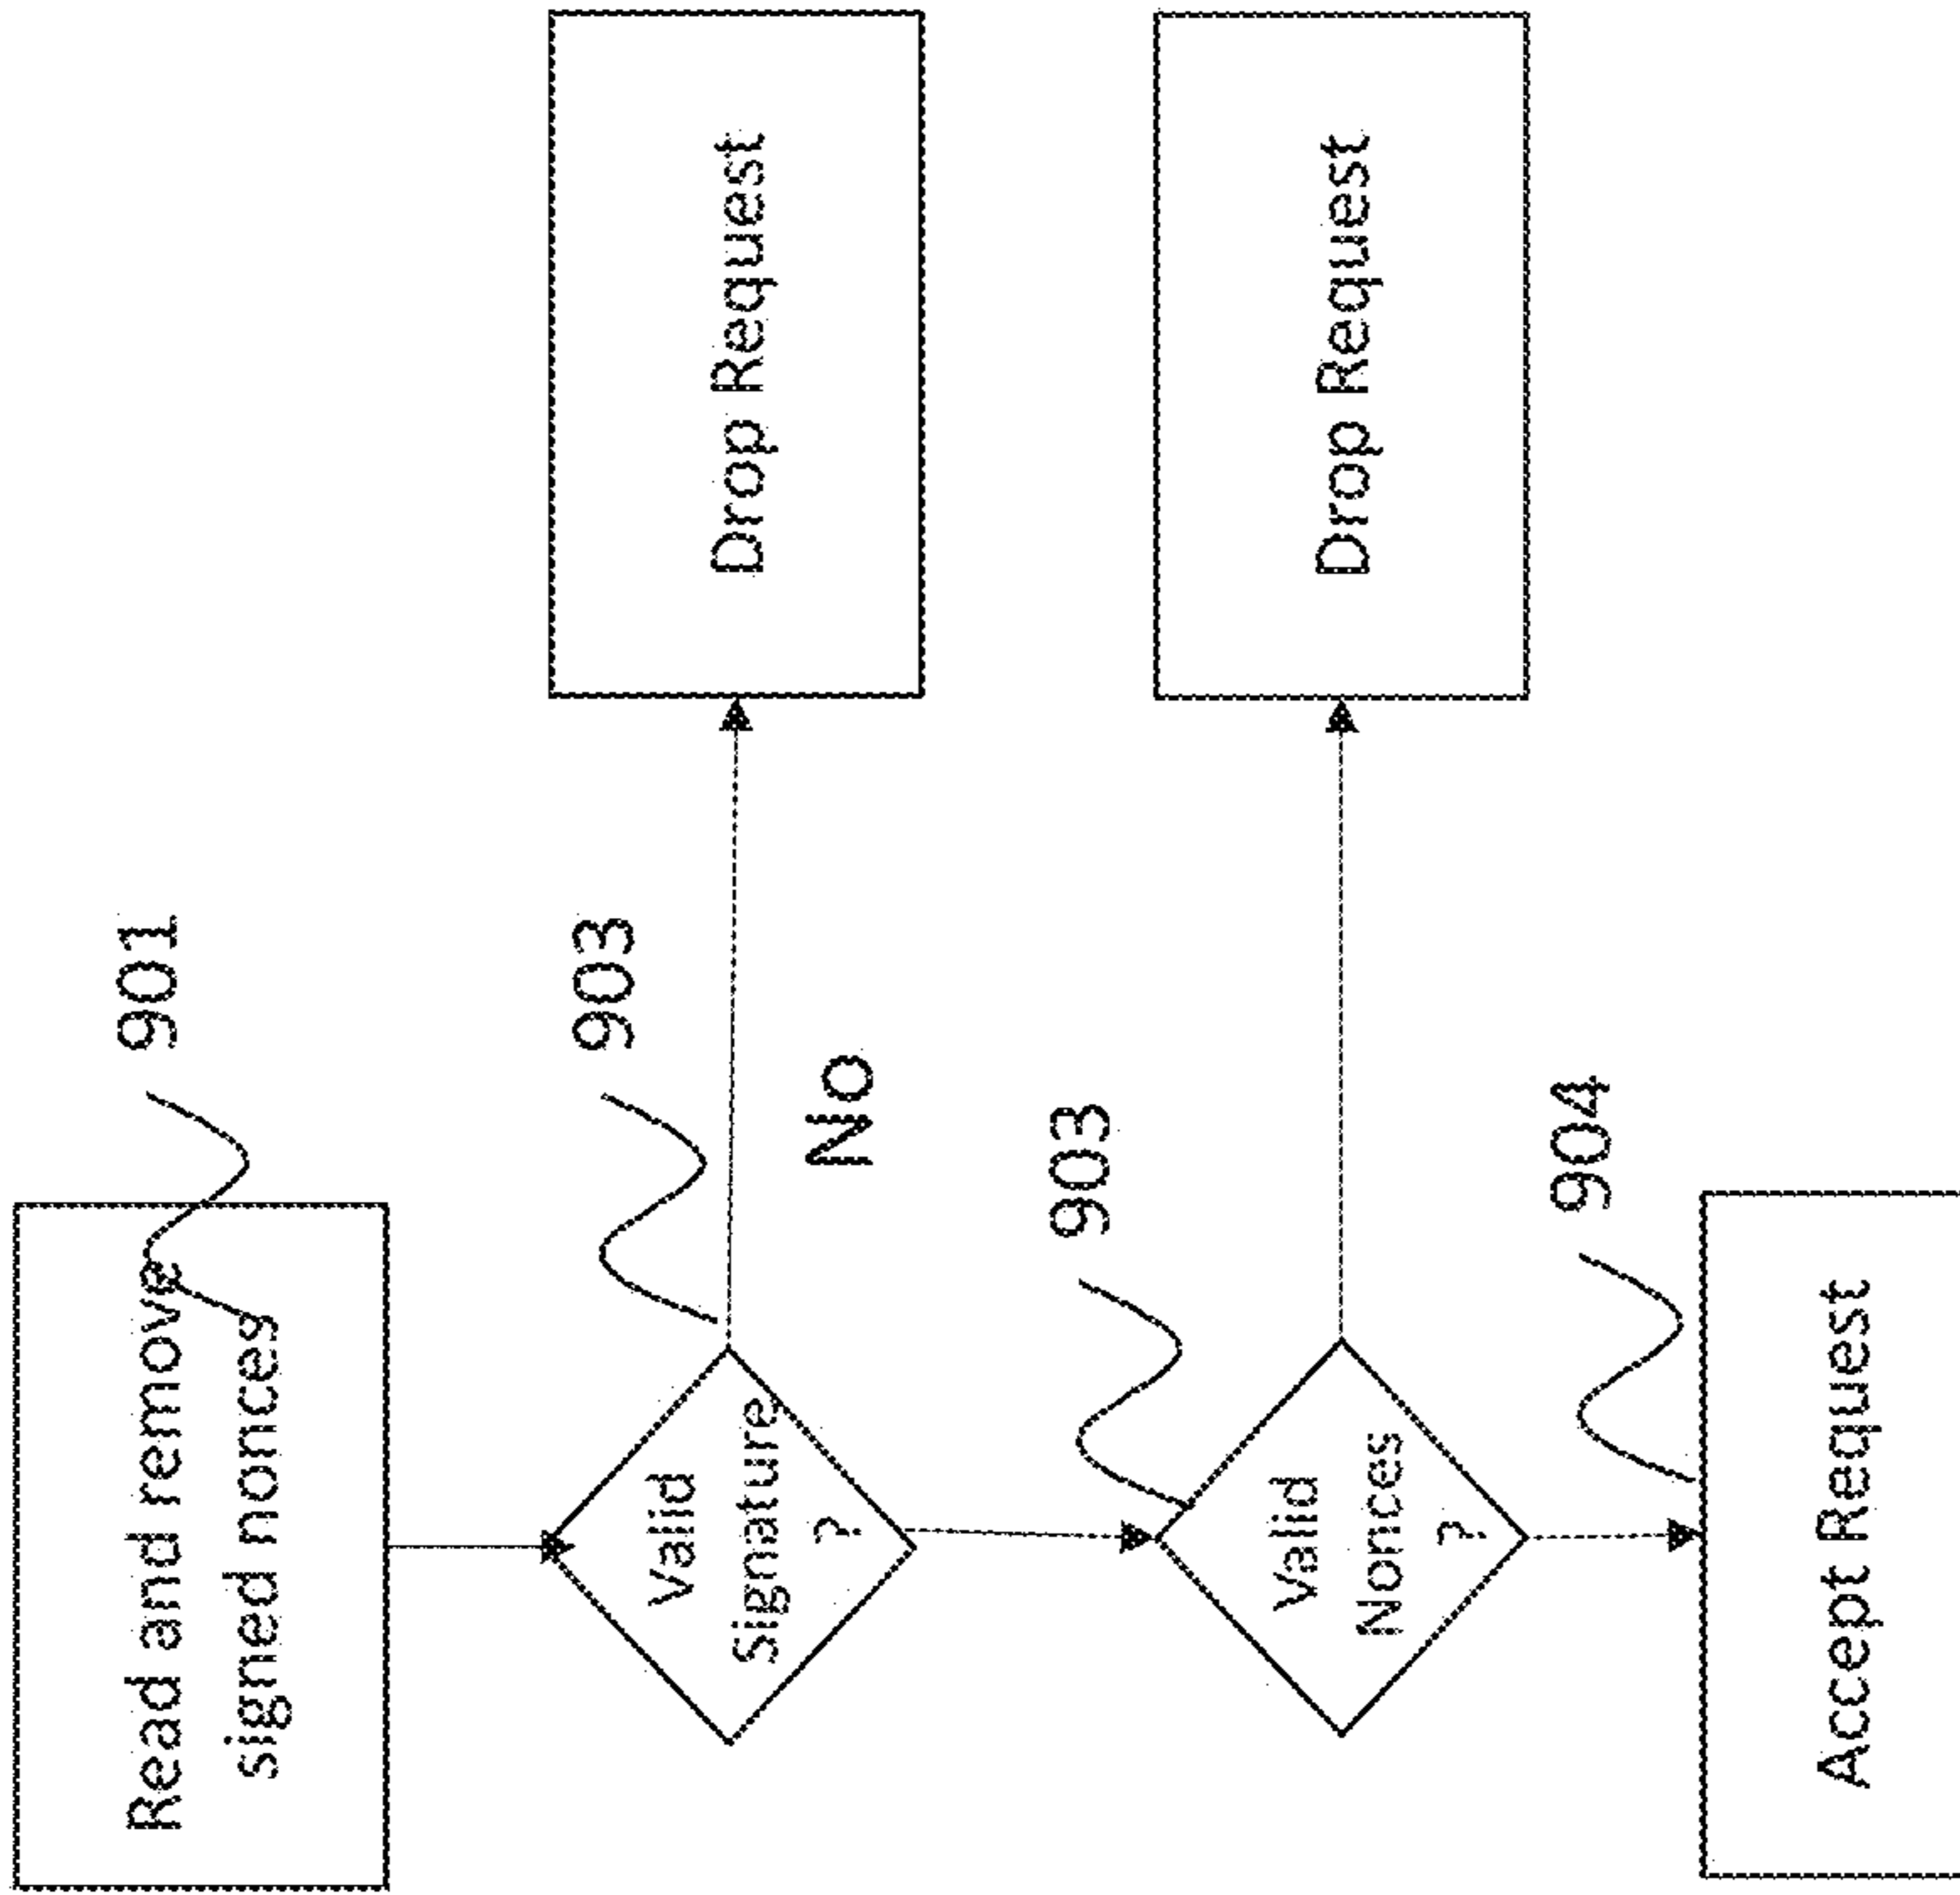 Read and remove
signed nonces
901
Valid
Signature
?
903
No
Drop Request
Valid
Nonces
?
903
Drop Request
Accept Request
904